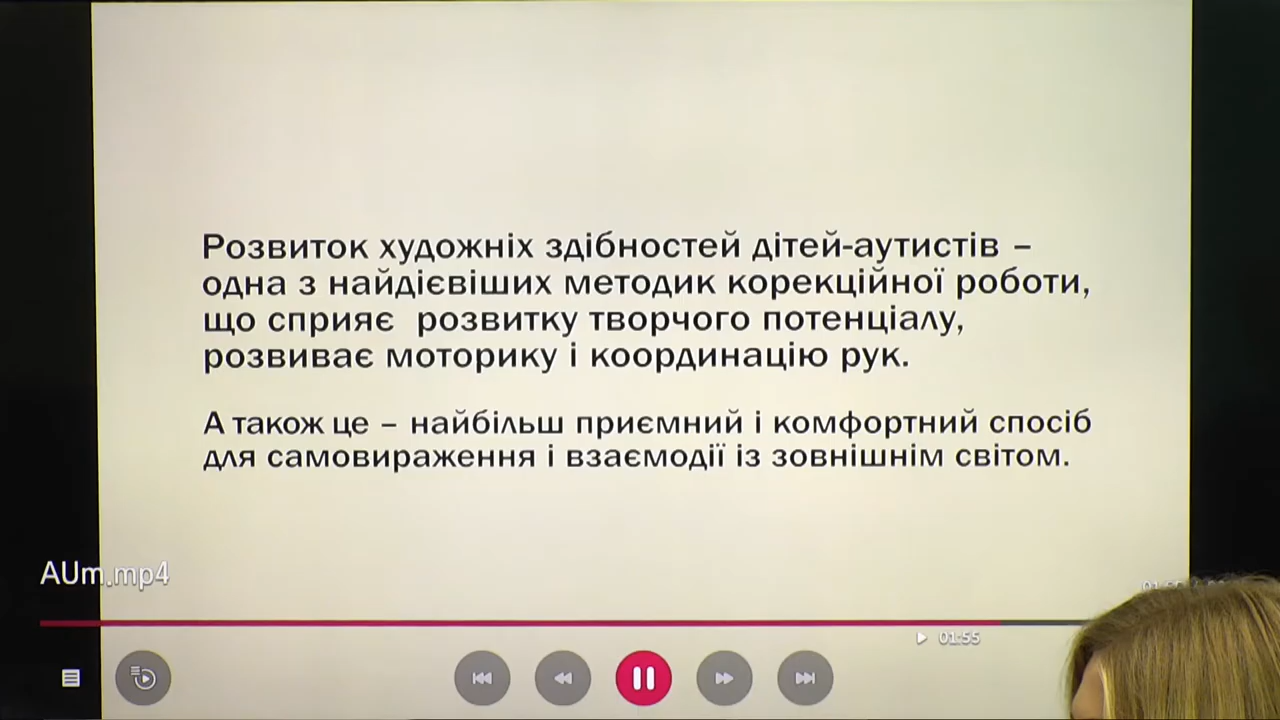 Розвиток художніх здібностей дітей-аутистів –
одна з найдієвіших методик корекційної роботи,
що сприяє розвитку творчого потенціалу,
розвиває моторику і координацію рук.
А також це – найбільш приємний і комфортний спосіб
для самовираження і взаємодії із зовнішнім світом.
AUm.mp4
01:55